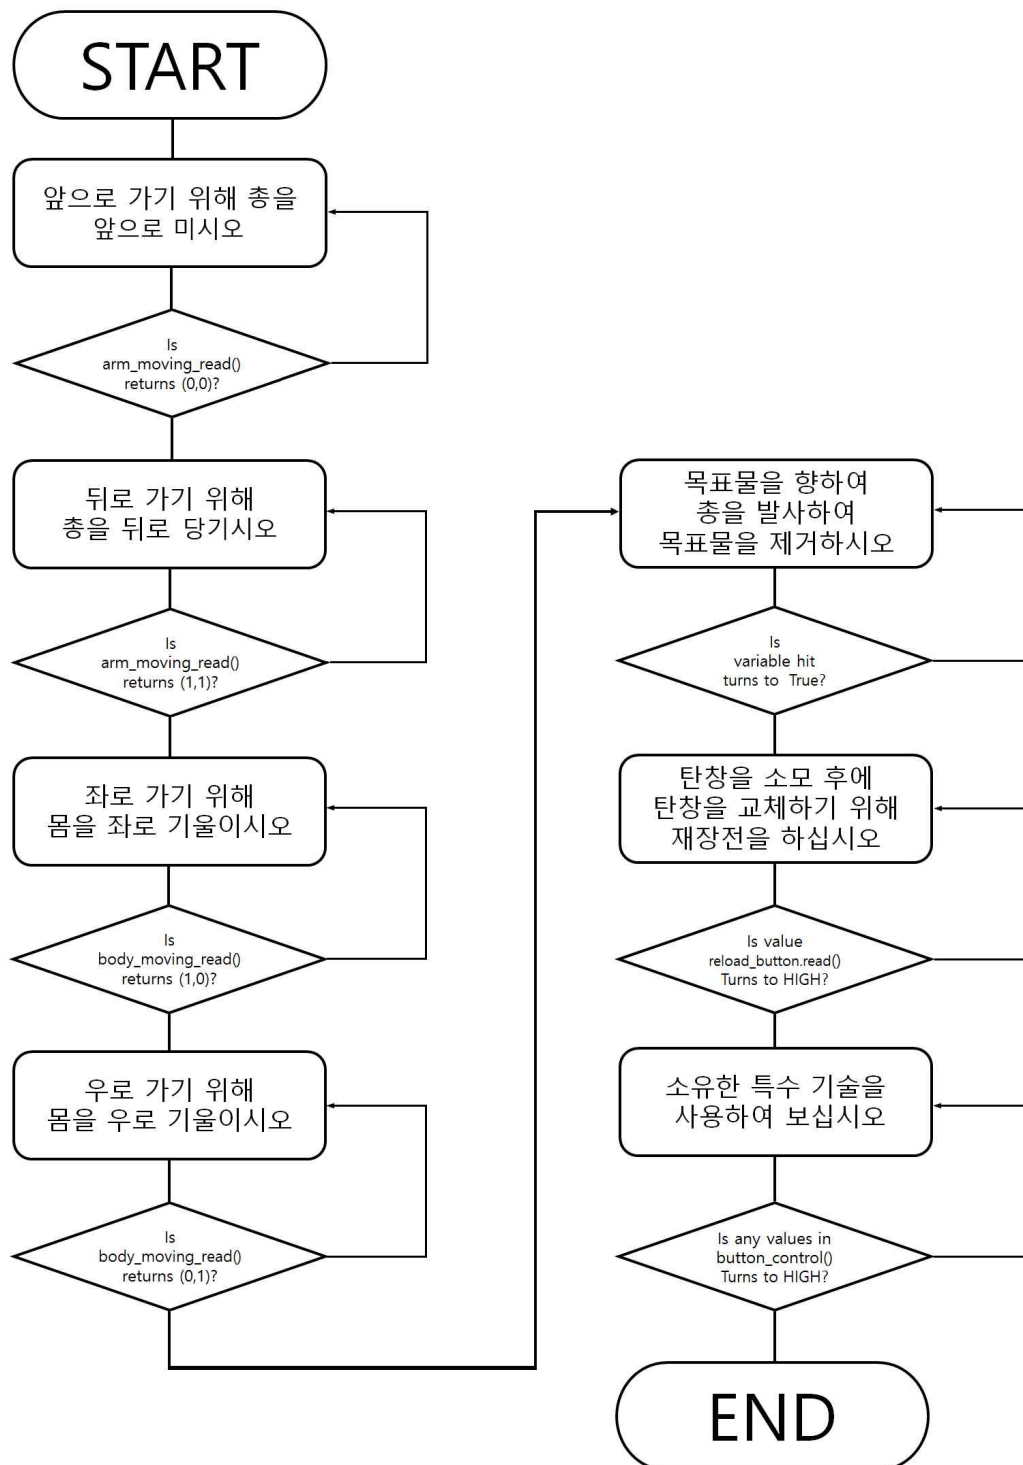 START
앞으로 가기 위해 총을
앞으로 미시오
Is
arm_moving_read()
returns (0,0)?
뒤로 가기 위해
총을 뒤로 당기시오
Is
arm_moving_read()
returns (1,1)?
좌로 가기 위해
몸을 좌로 기울이시오
Is
body_moving_read()
returns (1,0)?
우로 가기 위해
몸을 우로 기울이시오
Is
body_moving_read()
returns (0,1)?
목표물을 향하여
총을 발사하여
목표물을 제거하시오
Is
variable hit
turns to True?
탄창을 소모 후에
탄창을 교체하기 위해
재장전을 하십시오
Is value
reload_button.read()
Turns to HIGH?
소유한 특수 기술을
사용하여 보십시오
Is any values in
button_control()
Turns to HIGH?
END